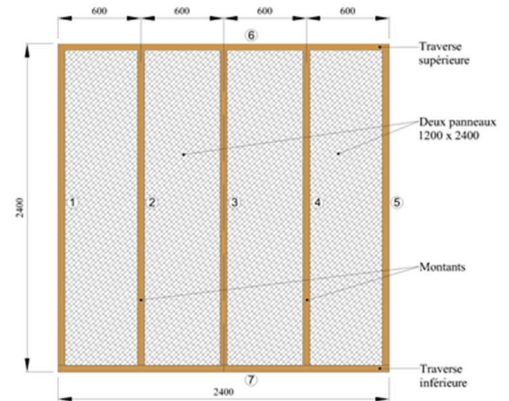 600
600
600
600
6
Traverse
supérieure
Deux panneaux
1200 x 2400
2400
1
2
3
4
5
Montants
Traverse
inférieure
7
2400